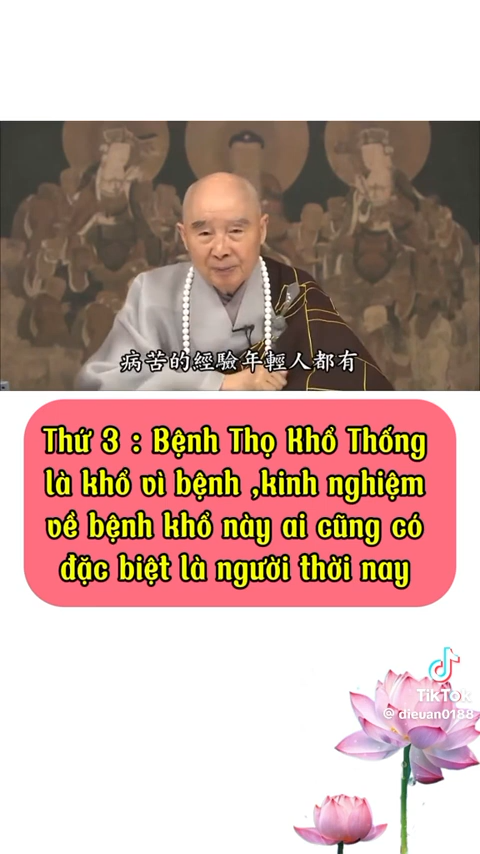 病苦的經驗年輕人都有
Thứ 3 : Bệnh Thọ Khổ Thống
là khổ vì bệnh ,kinh nghiệm
về bệnh khổ này ai cũng có
đặc biệt là người thời nay
TikTok
@ dieuan0188